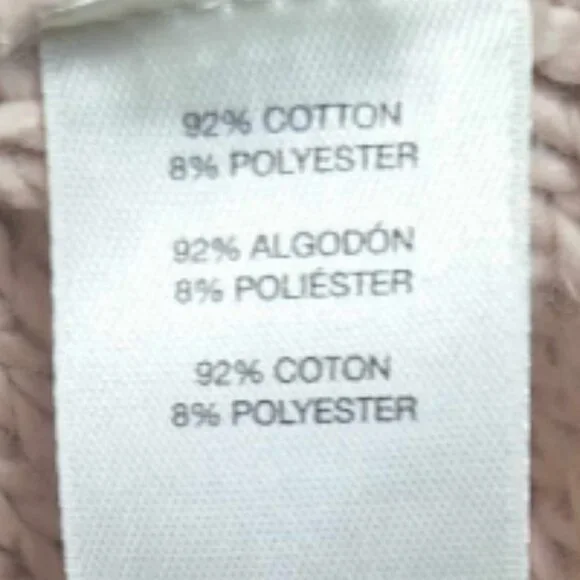 92% COTTON
8% POLYESTER
92% ALGODÓN
8% POLIÉSTER
92% COTON
8% POLYESTER